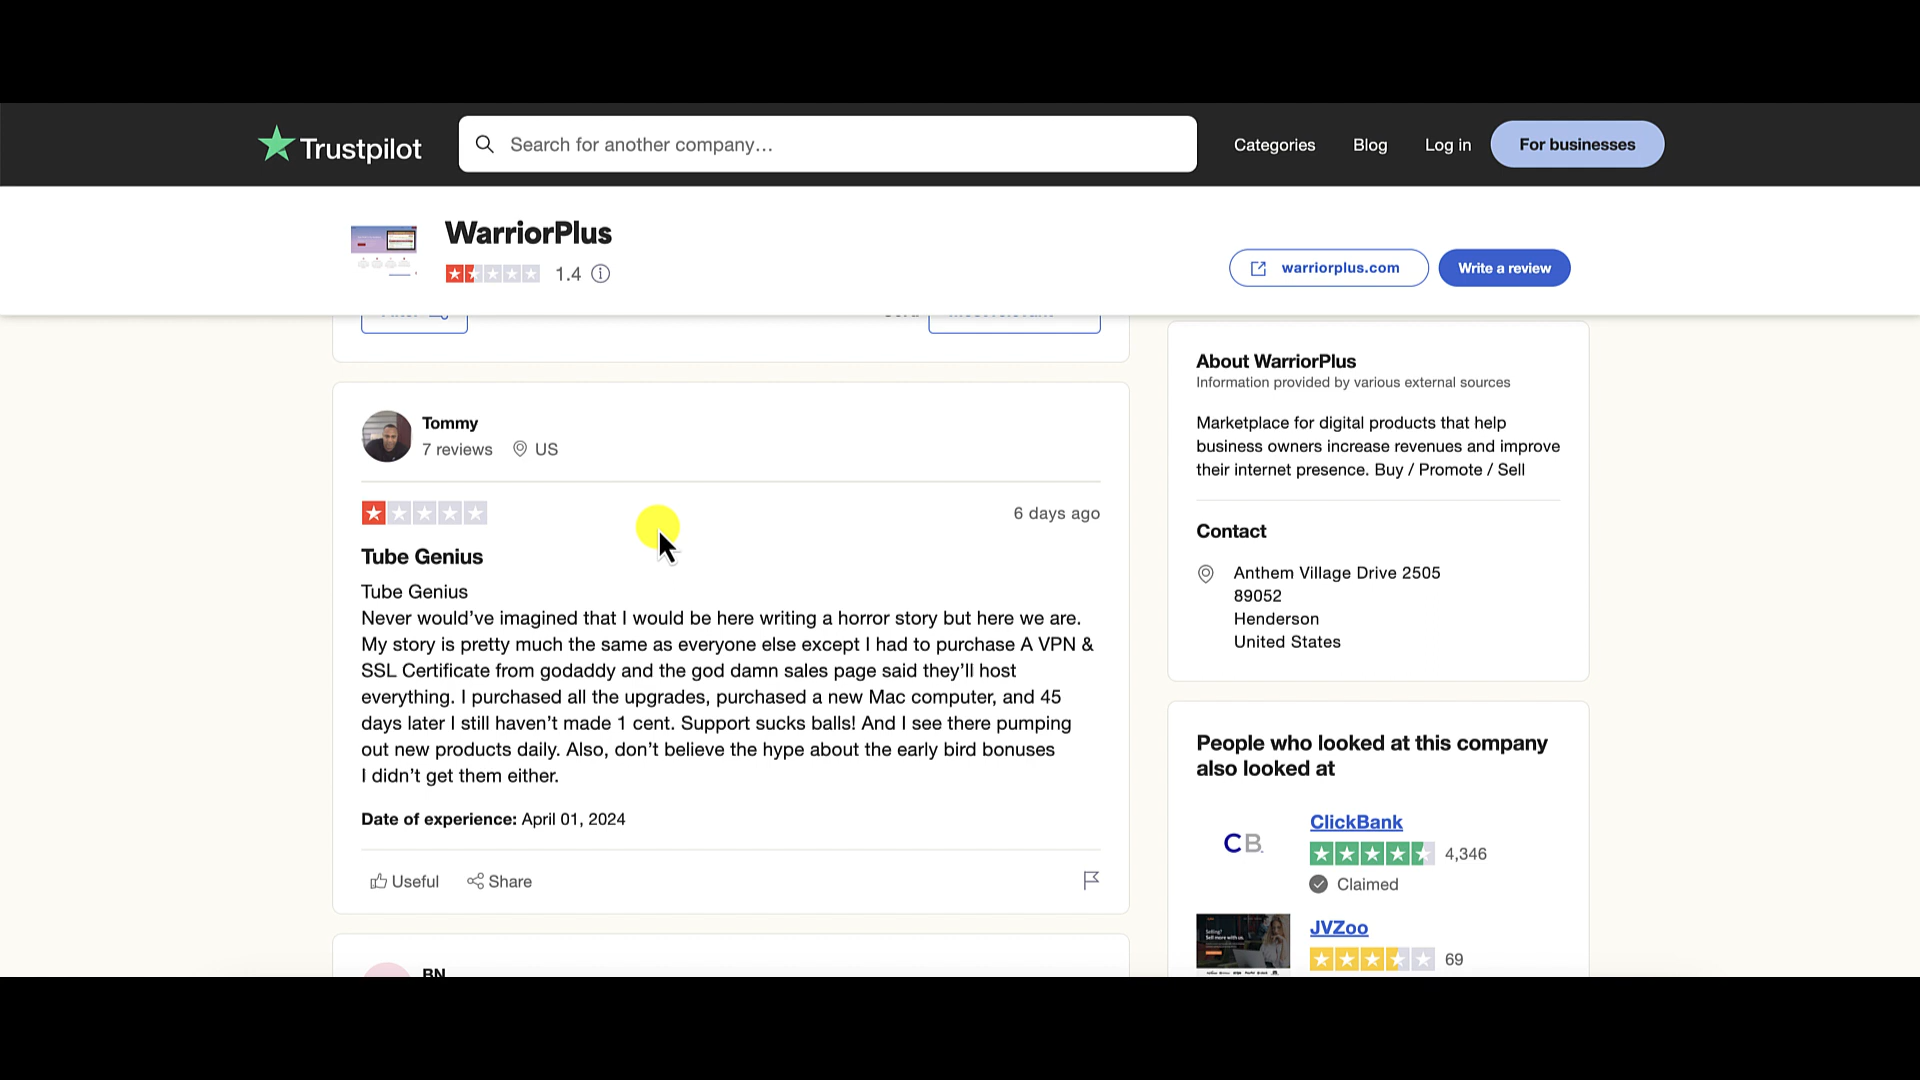 Trustpilot
Search for another company…
Categories
Blog
Log in
For businesses
WarriorPlus
1.4
warriorplus.com
Write a review
Tommy
7 reviews
US
6 days ago
Tube Genius
Tube Genius
Never would’ve imagined that I would be here writing a horror story but here we are.
My story is pretty much the same as everyone else except I had to purchase A VPN &
SSL Certificate from godaddy and the god damn sales page said they’ll host
everything. I purchased all the upgrades, purchased a new Mac computer, and 45
days later I still haven’t made 1 cent. Support sucks balls! And I see there pumping
out new products daily. Also, don’t believe the hype about the early bird bonuses
I didn’t get them either.
Date of experience: April 01, 2024
Useful
Share
BN
About WarriorPlus
Information provided by various external sources
Marketplace for digital products that help
business owners increase revenues and improve
their internet presence. Buy / Promote / Sell
Contact
Anthem Village Drive 2505
89052
Henderson
United States
People who looked at this company
also looked at
CB
ClickBank
4,346
Claimed
JVZoo
69